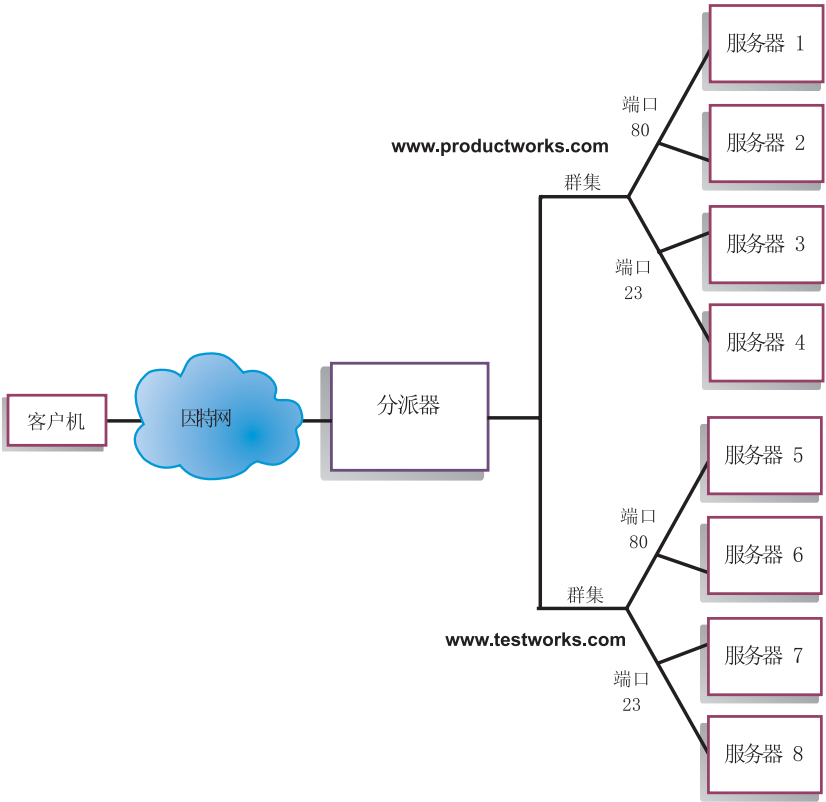 服务器 1
端口
80
www.productworks.com
服务器 2
群集
服务器 3
端口
23
服务器 4
客户机
因特网
分派器
服务器 5
端口
80
服务器 6
群集
www.testworks.com
服务器 7
端口
23
服务器 8